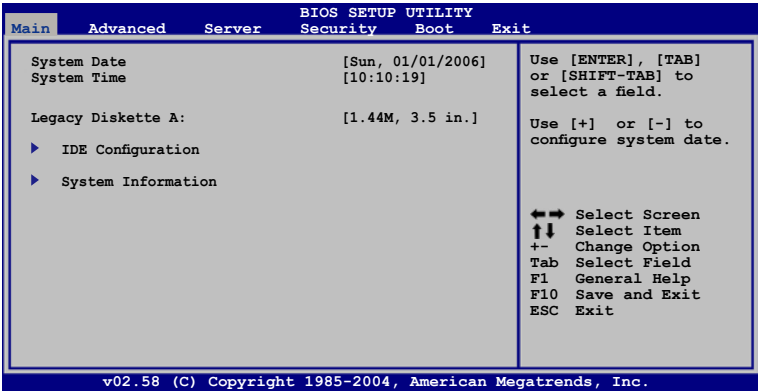 BIOS SETUP UTILITY
Main Advanced Server Security Boot Exit
System Date [Sun, 01/01/2006]
System Time [10:10:19]
Legacy Diskette A: [1.44M, 3.5 in.]
IDE Configuration
System Information
Use [ENTER], [TAB]
or [SHIFT-TAB] to
select a field.
Use [+] or [-] to
configure system date.
Select Screen
Select Item
+- Change Option
Tab Select Field
F1 General Help
F10 Save and Exit
ESC Exit
v02.58 (C) Copyright 1985-2004, American Megatrends, Inc.